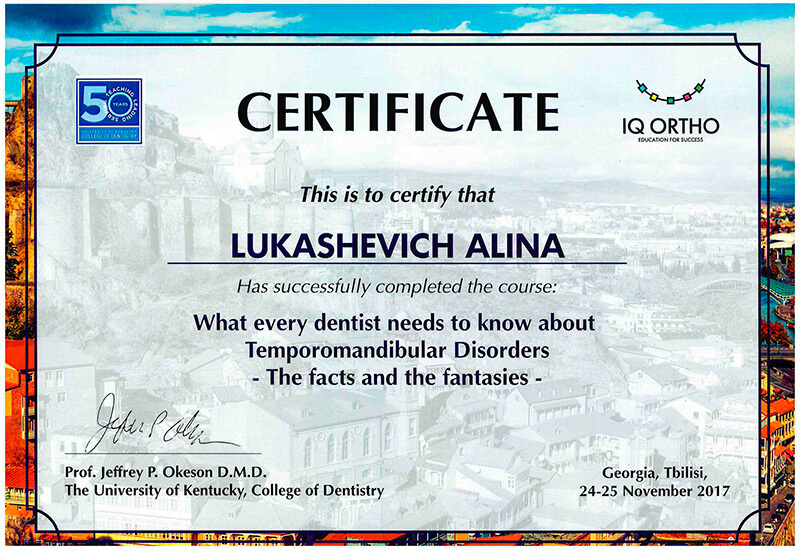 50
YEARS
TEACHING
LEADING
UNIVERSITY OF KENTUCKY
COLLEGE OF DENTISTRY
CERTIFICATE
IQ ORTHO
EDUCATION FOR SUCCESS
This is to certify that
LUKASHEVICH ALINA
Has successfully completed the course:
What every dentist needs to know about
Temporomandibular Disorders
- The facts and the fantasies -
Prof. Jeffrey P. Okeson D.M.D.
The University of Kentucky, College of Dentistry
Georgia, Tbilisi,
24-25 November 2017